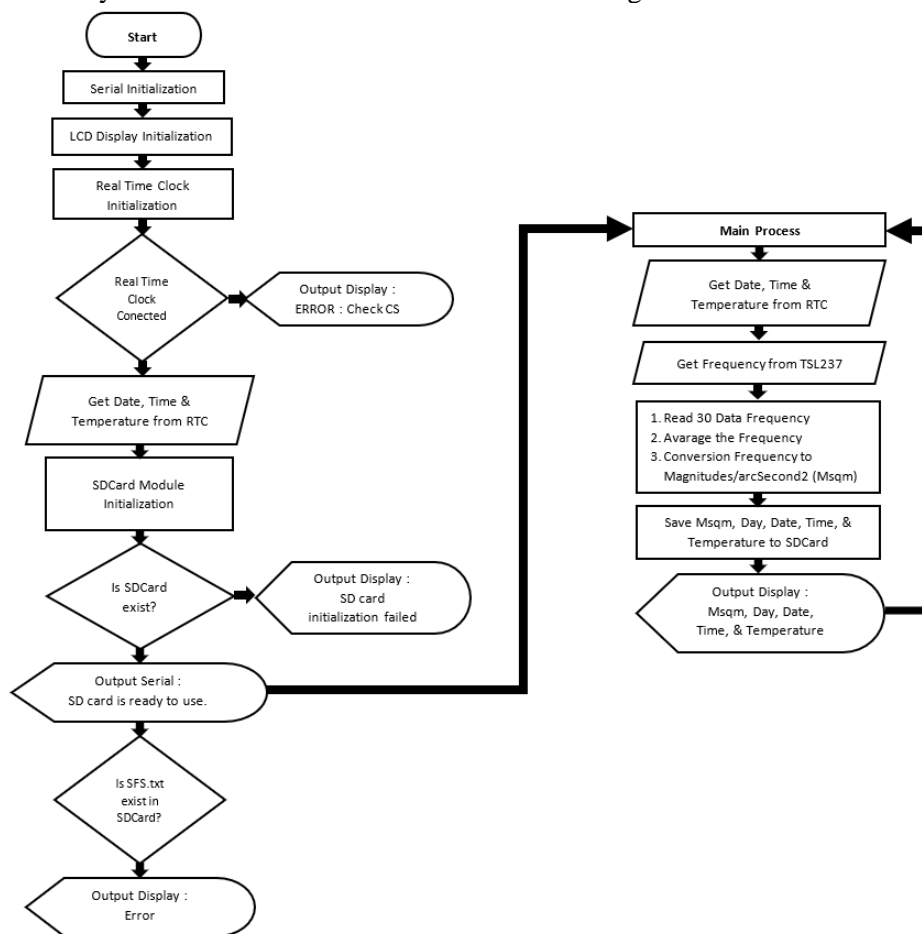 Start
Serial Initialization
LCD Display Initialization
Real Time Clock
Initialization
Real Time
Clock
Conected
Output Display :
ERROR : Check CS
Get Date, Time &
Temperature from RTC
SDCard Module
Initialization
Is SDCard
exist?
Output Display :
SD card
initialization failed
Output Serial :
SD card is ready to use.
Is SFS.txt
exist in
SDCard?
Output Display :
Error
Main Process
Get Date, Time &
Temperature from RTC
Get Frequency from TSL237
1. Read 30 Data Frequency
2. Avarage the Frequency
3. Conversion Frequency to
Magnitudes/arcSecond2 (Msqm)
Save Msqm, Day, Date, Time, &
Temperature to SDCard
Output Display :
Msqm, Day, Date,
Time, & Temperature